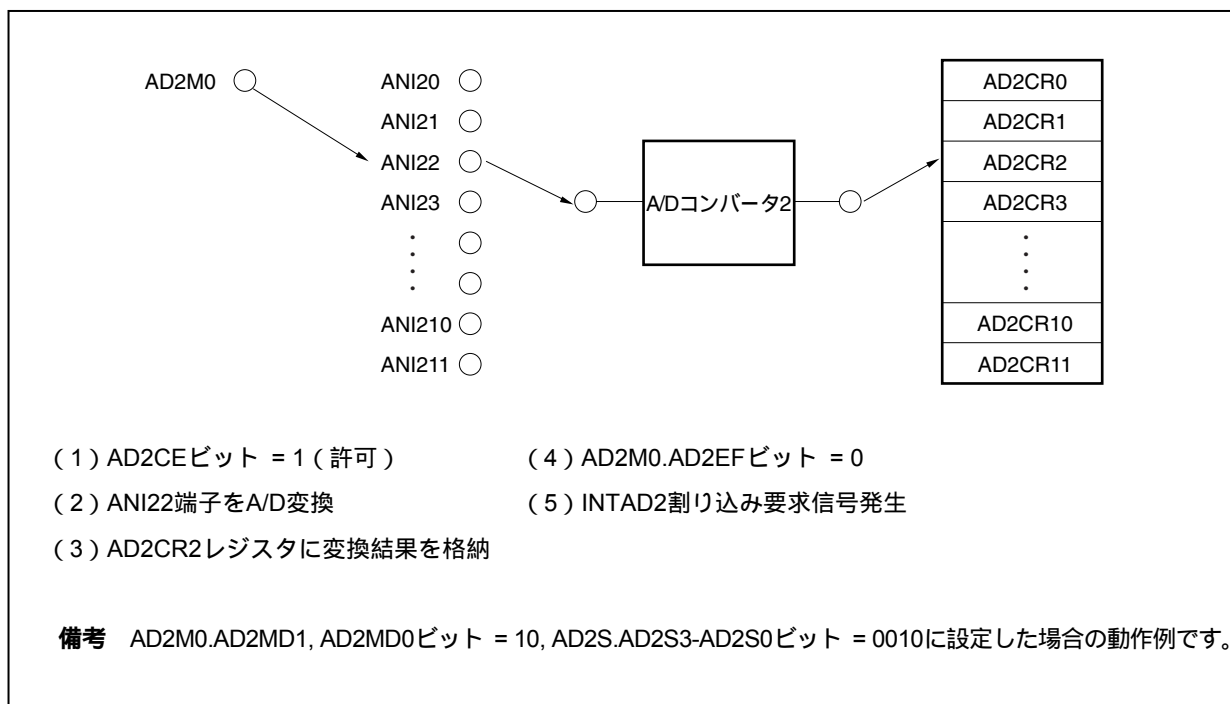 AD2M0
ANI20
ANI21
ANI22
ANI23
ANI210
ANI211
A/Dコンバータ2
AD2CR0
AD2CR1
AD2CR2
AD2CR3
AD2CR10
AD2CR11
(1)AD2CEビット = 1(許可)
(2)ANI22端子をA/D変換
(3)AD2CR2レジスタに変換結果を格納
(4)AD2M0.AD2EFビット = 0
(5)INTAD2割り込み要求信号発生
備考 AD2M0.AD2MD1, AD2MD0ビット = 10, AD2S.AD2S3-AD2S0ビット = 0010に設定した場合の動作例です。